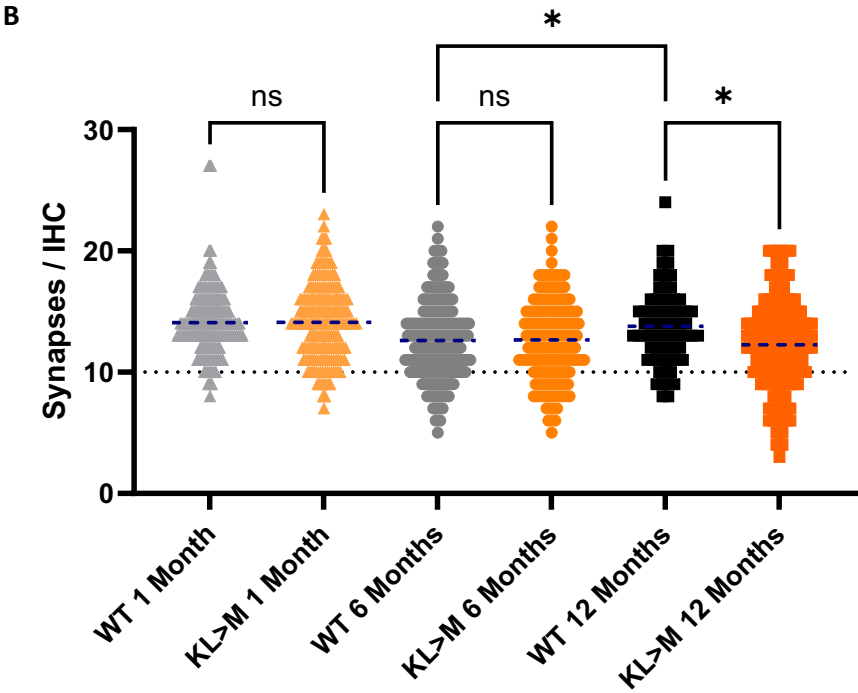 B
*
ns
ns
*
30
20
10
0
Synapses / IHC
WT 1 Month
KL>M 1 Month
WT 6 Months
KL>M 6 Months
WT 12 Months
KL>M 12 Months